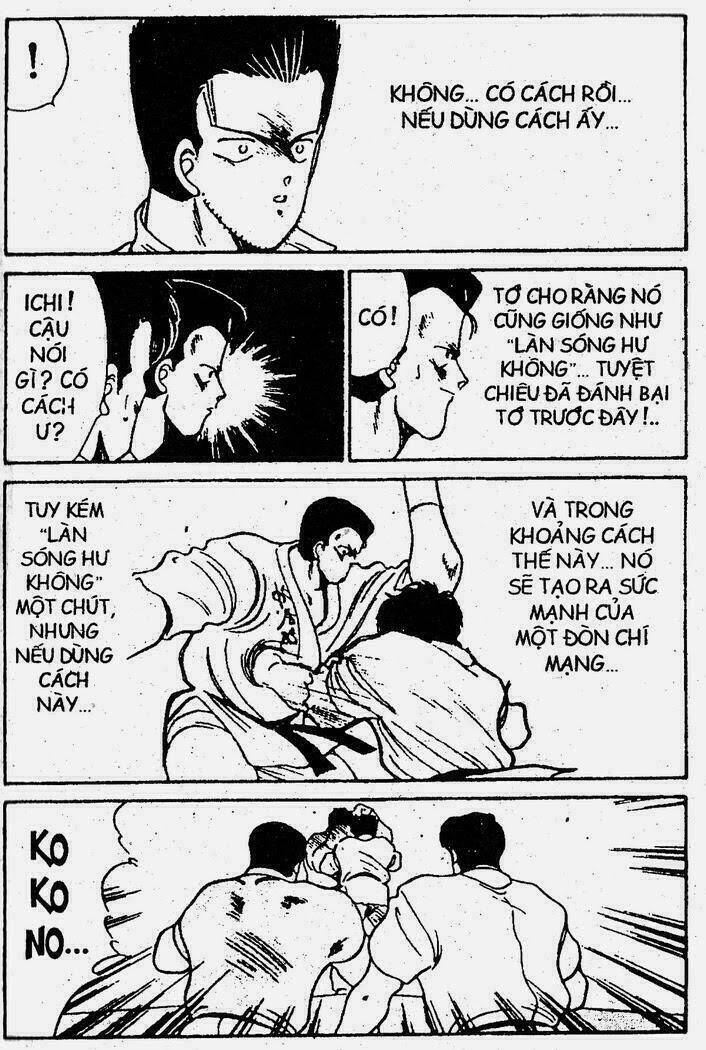 !
KHÔNG... CÓ CÁCH RỒI...
NẾU DÙNG CÁCH ẤY...
ICHI!
CẬU
NÓI
GÌ? CÓ
CÁCH
Ư?
CÓ!
TỚ CHO RÀNG NÓ
CŨNG GIỐNG NHƯ
"LÀN SÓNG HƯ
KHÔNG"... TUYỆT
CHIÊU ĐÃ ĐÁNH BẠI
TỚ TRƯỚC ĐÂY!..
TUY KÉM
"LÀN
SÓNG HƯ
KHÔNG"
MỘT CHÚT,
NHƯNG
NẾU DÙNG
CÁCH
NÀY...
VÀ TRONG
KHOẢNG CÁCH
THẾ NÀY... NÓ
SẼ TẠO RA SỨC
MẠNH CỦA
MỘT ĐÒN CHÍ
MẠNG...
KO
KO
NO...